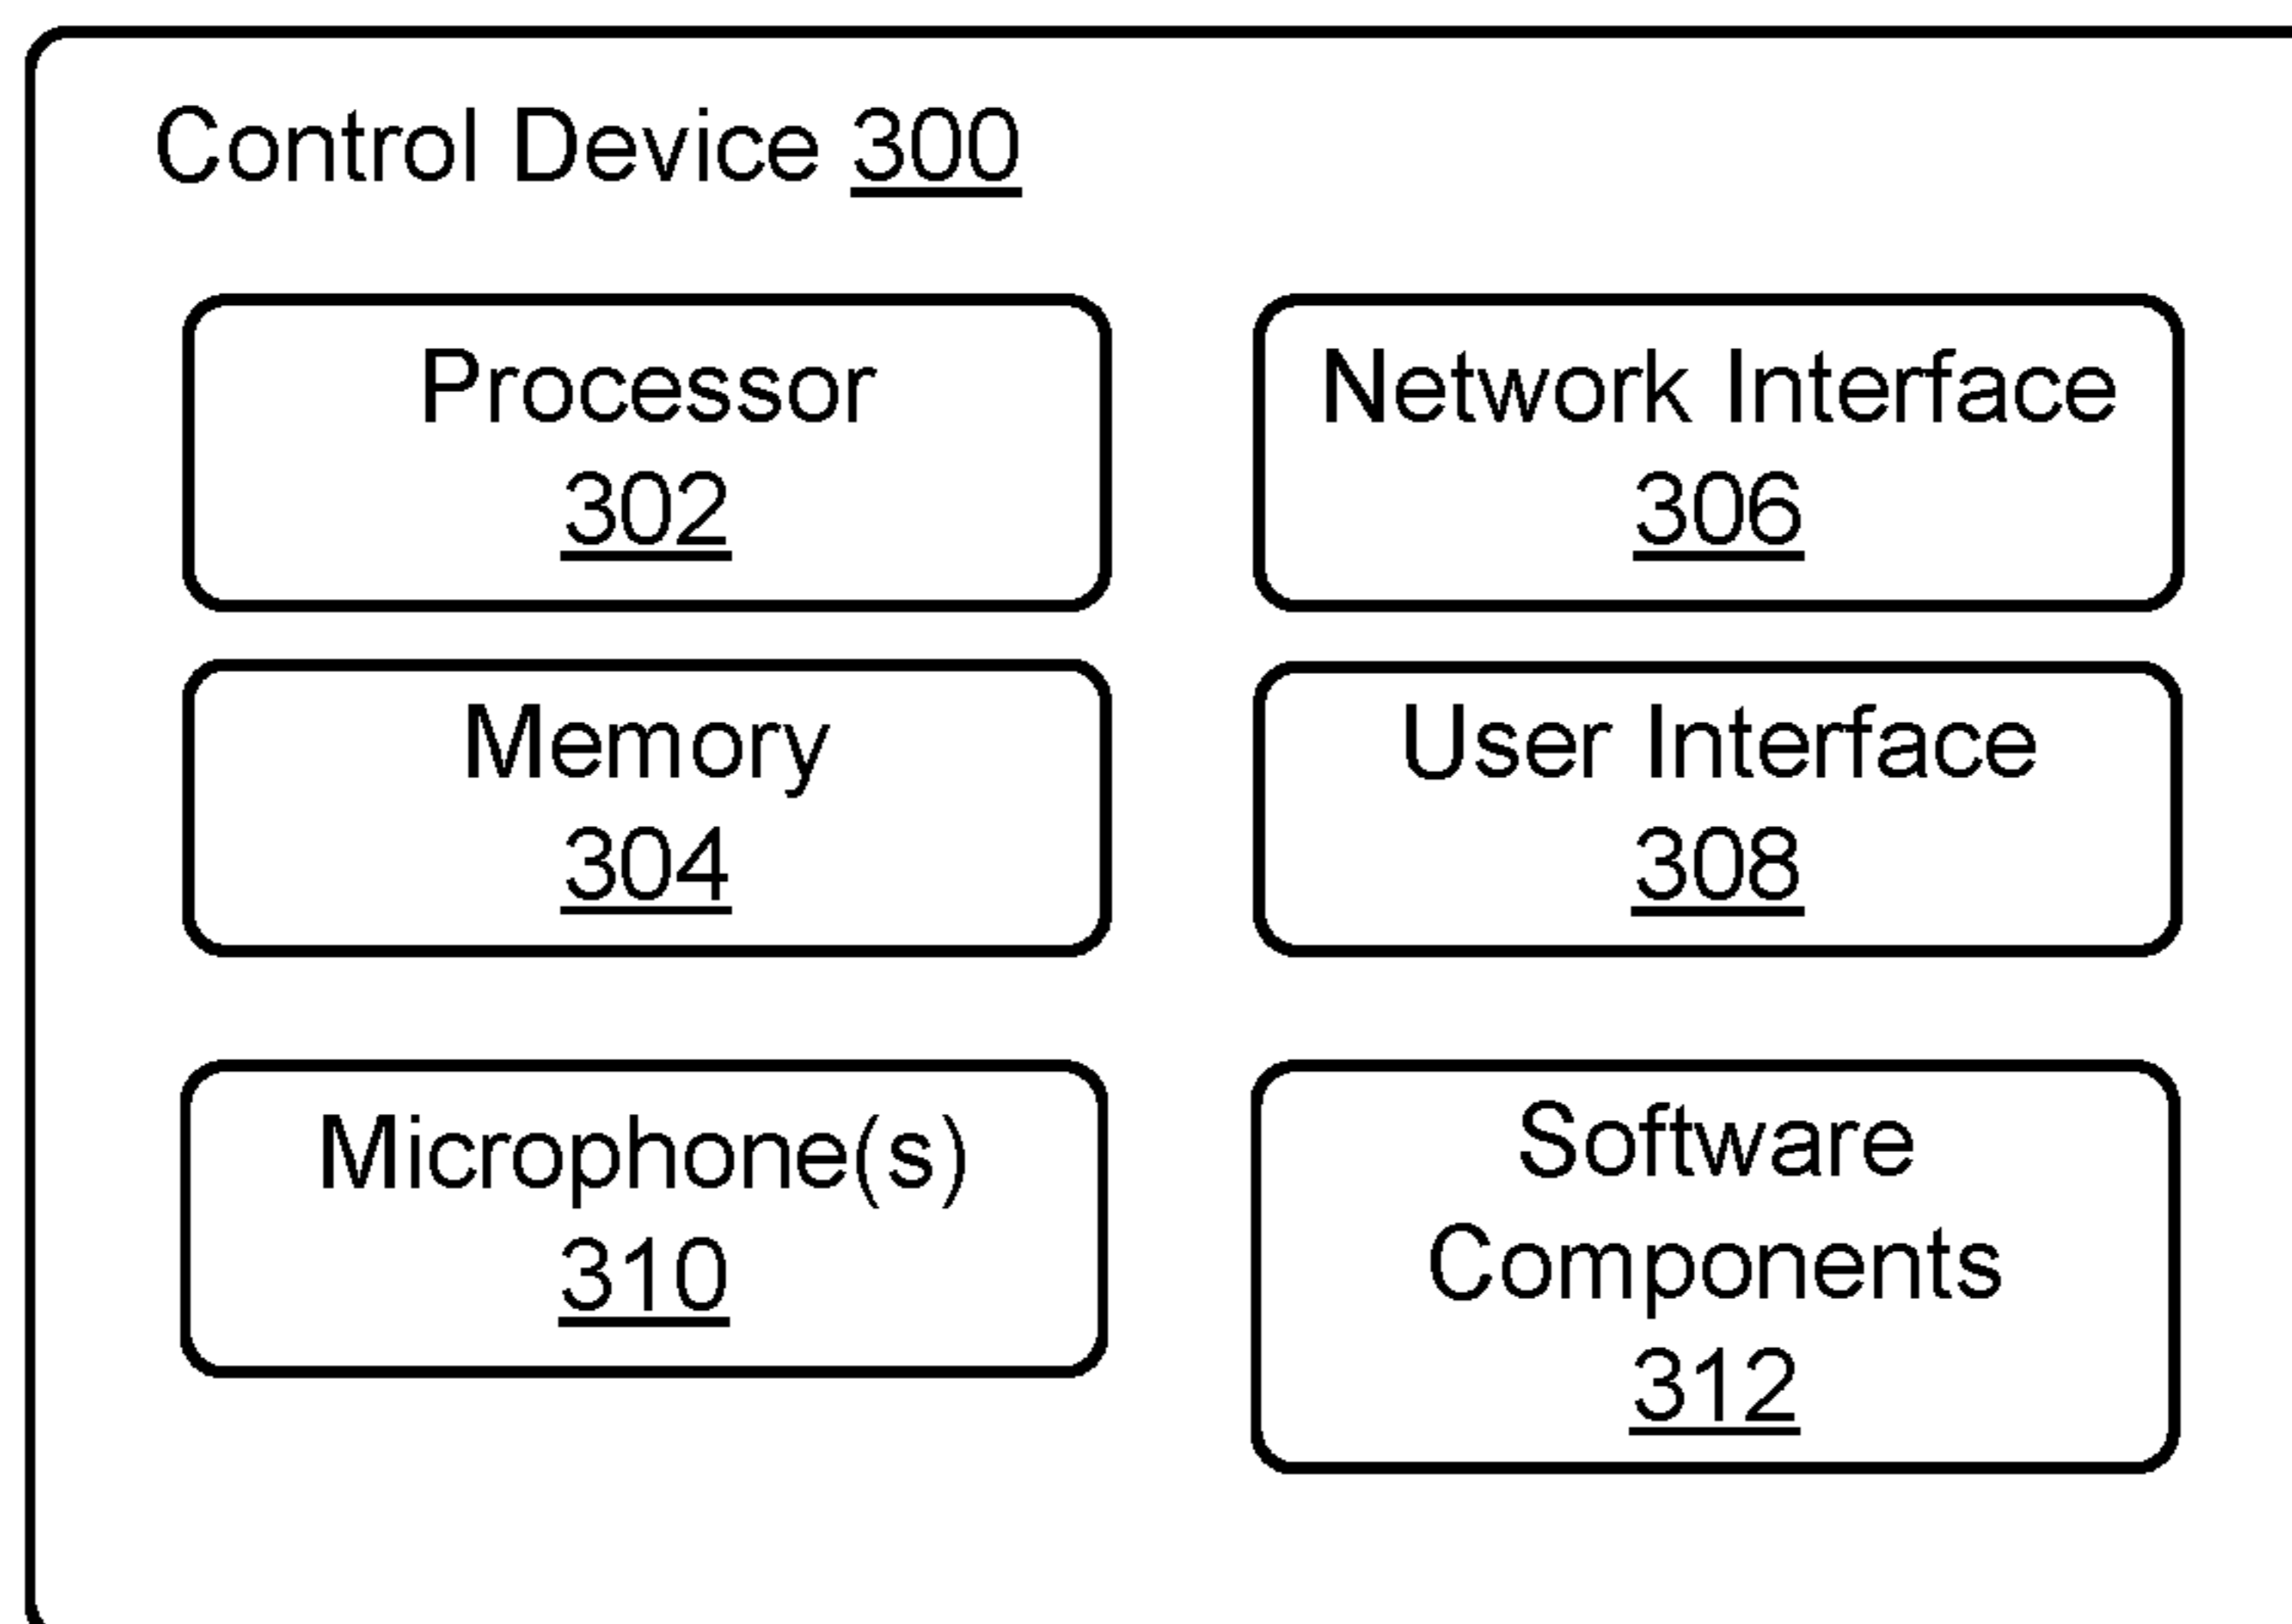 Control Device 300
Processor
302
Network Interface
306
Memory
304
User Interface
308
Microphone(s)
310
Software
Components
312